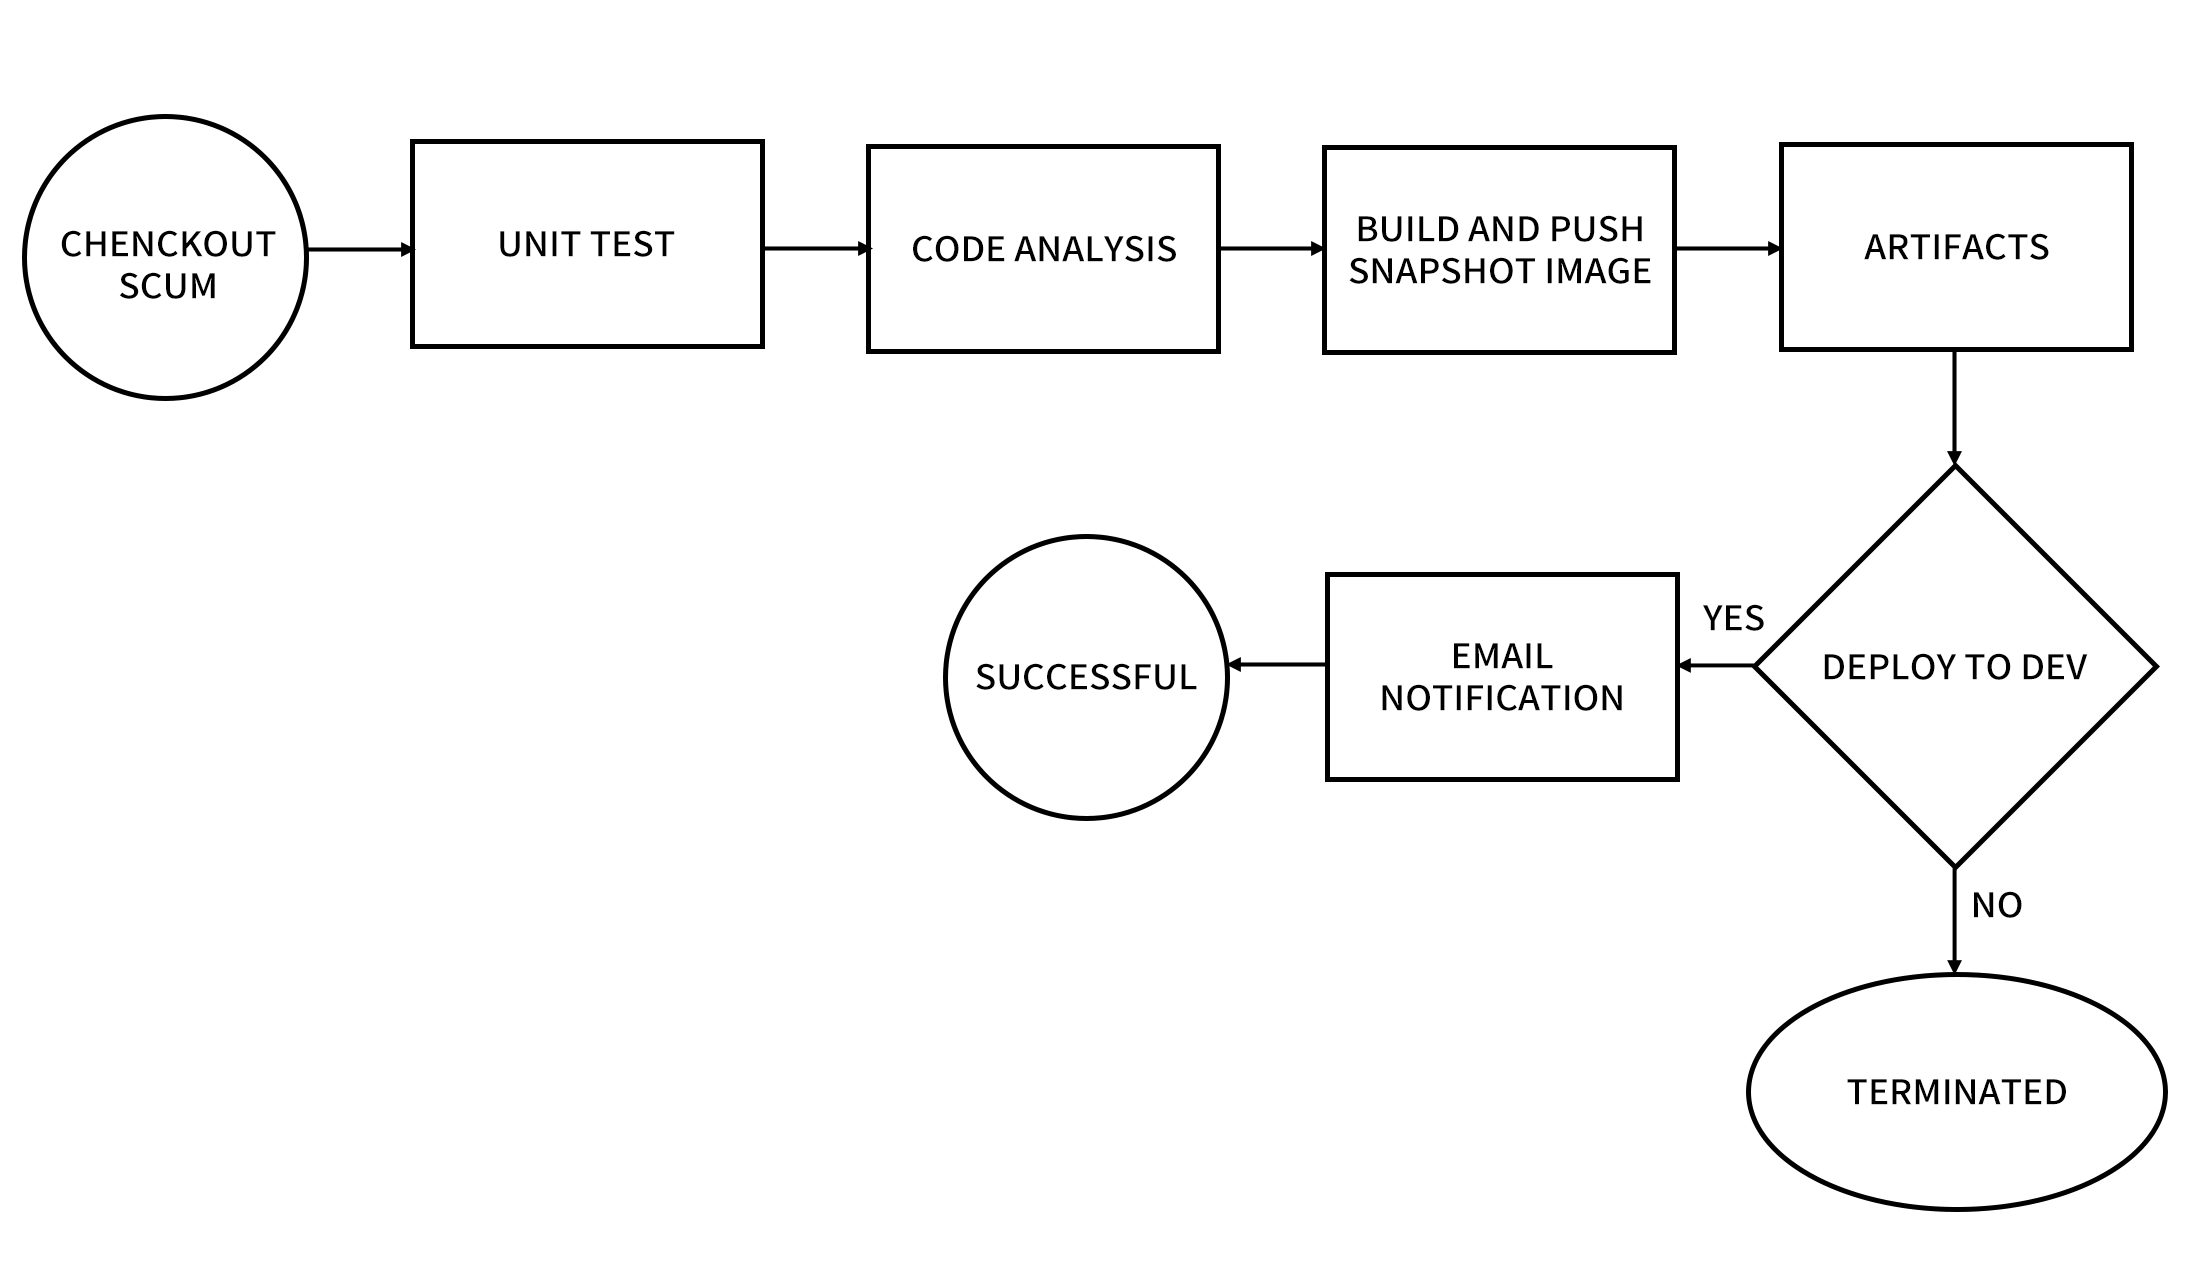 CHENCKOUT
SCUM
UNIT TEST
CODE ANALYSIS
BUILD AND PUSH
SNAPSHOT IMAGE
ARTIFACTS
DEPLOY TO DEV
YES
EMAIL
NOTIFICATION
SUCCESSFUL
NO
TERMINATED